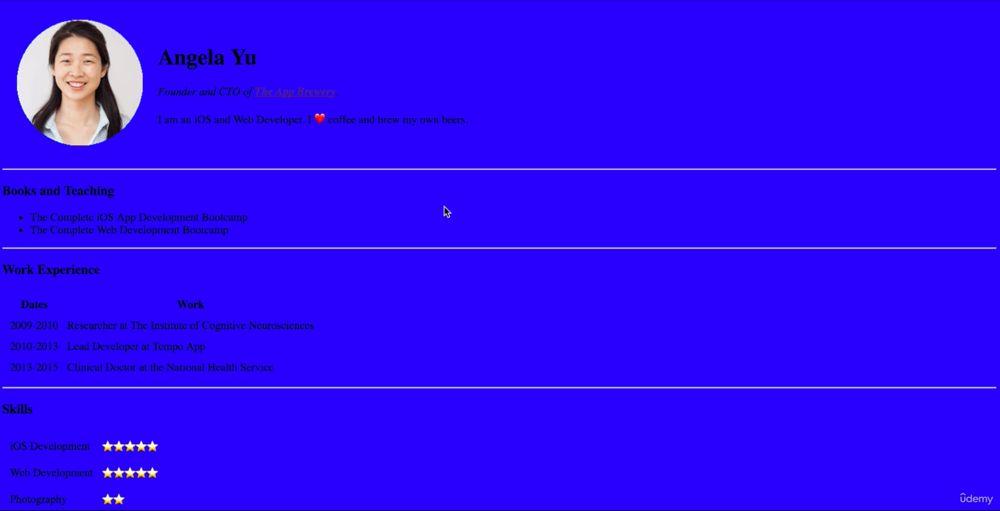 Angela Yu
Founder and CTO of The App Brewery.
I am an iOS and Web Developer. I ❤️ coffee and brew my own beers.
Books and Teaching
• The Complete iOS App Development Bootcamp
• The Complete Web Development Bootcamp
Work Experience
Dates Work
2009-2010 Researcher at The Institute of Cognitive Neurosciences
2010-2013 Lead Developer at Tempo App
2013-2015 Clinical Doctor at the National Health Service
Skills
iOS Development ⭐⭐⭐⭐⭐
Web Development ⭐⭐⭐⭐⭐
Photography ⭐⭐
ûdemy